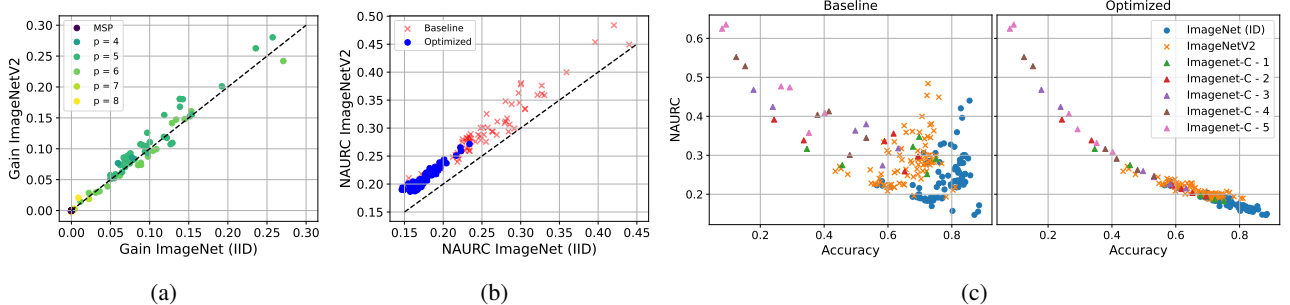 Gain ImageNetV2
0.30
0.25
0.20
0.15
0.10
0.05
0.00
MSP
p = 4
p = 5
p = 6
p = 7
p = 8
0.00 0.05 0.10 0.15 0.20 0.25 0.30
Gain ImageNet (IID)
(a)
NAURC ImageNetV2
0.50
0.45
0.40
0.35
0.30
0.25
0.20
0.15
Baseline
Optimized
0.15 0.20 0.25 0.30 0.35 0.40 0.45
NAURC ImageNet (IID)
(b)
Baseline
NAURC
0.6
0.5
0.4
0.3
0.2
0.2 0.4 0.6 0.8
Accuracy
Optimized
ImageNet (ID)
ImageNetV2
Imagenet-C - 1
Imagenet-C - 2
Imagenet-C - 3
Imagenet-C - 4
Imagenet-C - 5
0.2 0.4 0.6 0.8
Accuracy
(c)